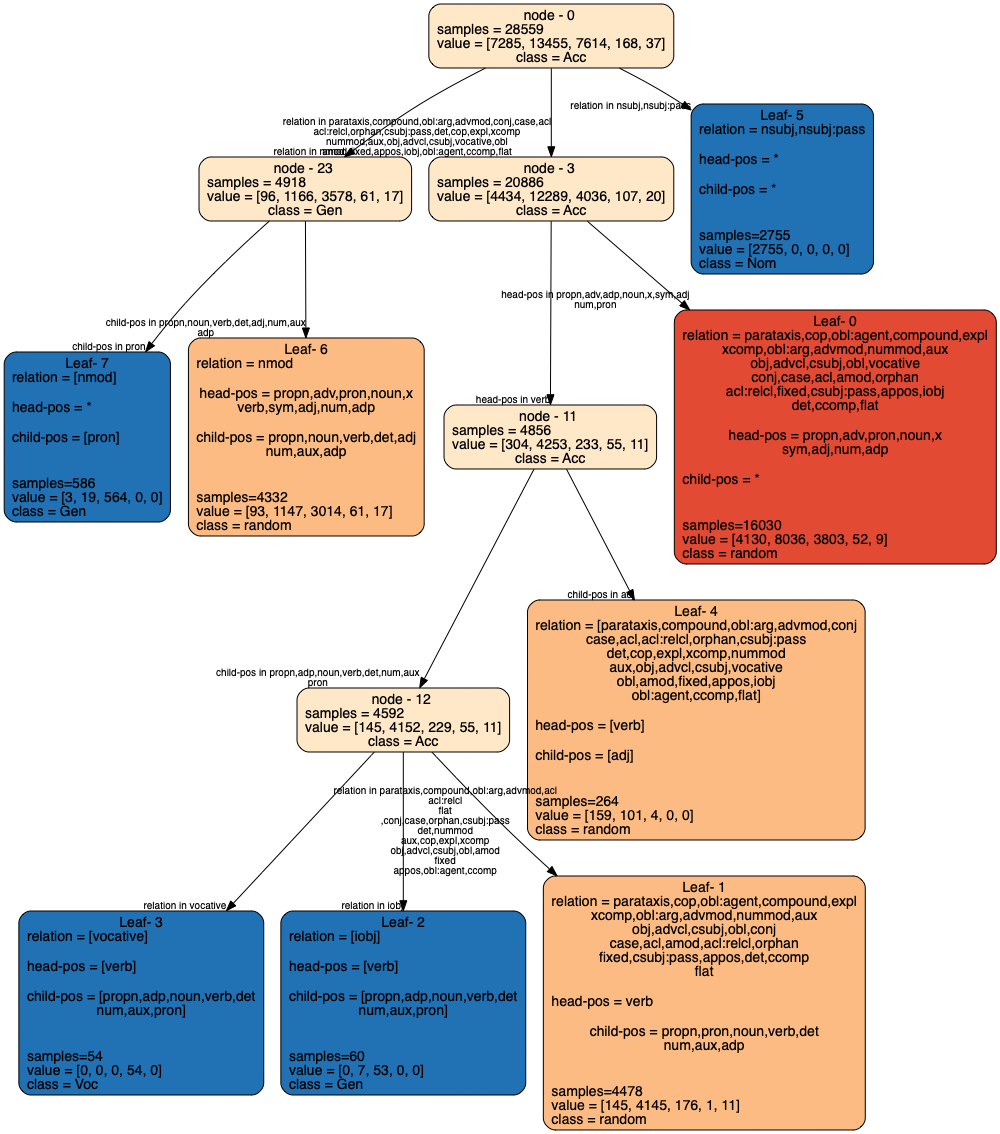 node - 0
samples = 28559
value = [7285, 13455, 7614, 168, 37]
class = Acc
relation in nsubj,nsubj:pass
relation in parataxis,compound,obl:arg,advmod,conj,case,acl
acl:relcl,orphan,csubj:pass,det,cop,expl,xcomp
nummod,aux,obj,advcl,csubj,vocative,obl
amod,fixed,appos,iobj,obl:agent,ccomp,flat
relation in nmod
Leaf- 5
relation = nsubj,nsubj:pass
head-pos = *
child-pos = *
samples=2755
value = [2755, 0, 0, 0, 0]
class = Nom
node - 23
samples = 4918
value = [96, 1166, 3578, 61, 17]
class = Gen
node - 3
samples = 20886
value = [4434, 12289, 4036, 107, 20]
class = Acc
head-pos in propn,adv,adp,noun,x,sym,adj
num,pron
child-pos in propn,noun,verb,det,adj,num,aux
adp
child-pos in pron
Leaf- 7
relation = [nmod]
head-pos = *
child-pos = [pron]
samples=586
value = [3, 19, 564, 0, 0]
class = Gen
Leaf- 6
relation = nmod
head-pos = propn,adv,pron,noun,x
verb,sym,adj,num,adp
child-pos = propn,noun,verb,det,adj
num,aux,adp
samples=4332
value = [93, 1147, 3014, 61, 17]
class = random
Leaf- 0
relation = parataxis,cop,obl:agent,compound,expl
xcomp,obl:arg,advmod,nummod,aux
obj,advcl,csubj,obl,vocative
conj,case,acl,amod,orphan
acl:relcl,fixed,csubj:pass,appos,iobj
det,ccomp,flat
head-pos = propn,adv,pron,noun,x
sym,adj,num,adp
child-pos = *
samples=16030
value = [4130, 8036, 3803, 52, 9]
class = random
head-pos in verb
node - 11
samples = 4856
value = [304, 4253, 233, 55, 11]
class = Acc
child-pos in adj
Leaf- 4
relation = [parataxis,compound,obl:arg,advmod,conj
case,acl,acl:relcl,orphan,csubj:pass
det,cop,expl,xcomp,nummod
aux,obj,advcl,csubj,vocative
obl,amod,fixed,appos,iobj
obl:agent,ccomp,flat]
head-pos = [verb]
child-pos = [adj]
samples=264
value = [159, 101, 4, 0, 0]
class = random
child-pos in propn,adp,noun,verb,det,num,aux
pron
node - 12
samples = 4592
value = [145, 4152, 229, 55, 11]
class = Acc
relation in parataxis,compound,obl:arg,advmod,acl
acl:relcl
flat
,conj,case,orphan,csubj:pass
det,nummod
aux,cop,expl,xcomp
obj,advcl,csubj,obl,amod
fixed
appos,obl:agent,ccomp
relation in vocative
relation in iobj
Leaf- 3
relation = [vocative]
head-pos = [verb]
child-pos = [propn,adp,noun,verb,det
num,aux,pron]
samples=54
value = [0, 0, 0, 54, 0]
class = Voc
Leaf- 2
relation = [iobj]
head-pos = [verb]
child-pos = [propn,adp,noun,verb,det
num,aux,pron]
samples=60
value = [0, 7, 53, 0, 0]
class = Gen
Leaf- 1
relation = parataxis,cop,obl:agent,compound,expl
xcomp,obl:arg,advmod,nummod,aux
obj,advcl,csubj,obl,conj
case,acl,amod,acl:relcl,orphan
fixed,csubj:pass,appos,det,ccomp
flat
head-pos = verb
child-pos = propn,pron,noun,verb,det
num,aux,adp
samples=4478
value = [145, 4145, 176, 1, 11]
class = random